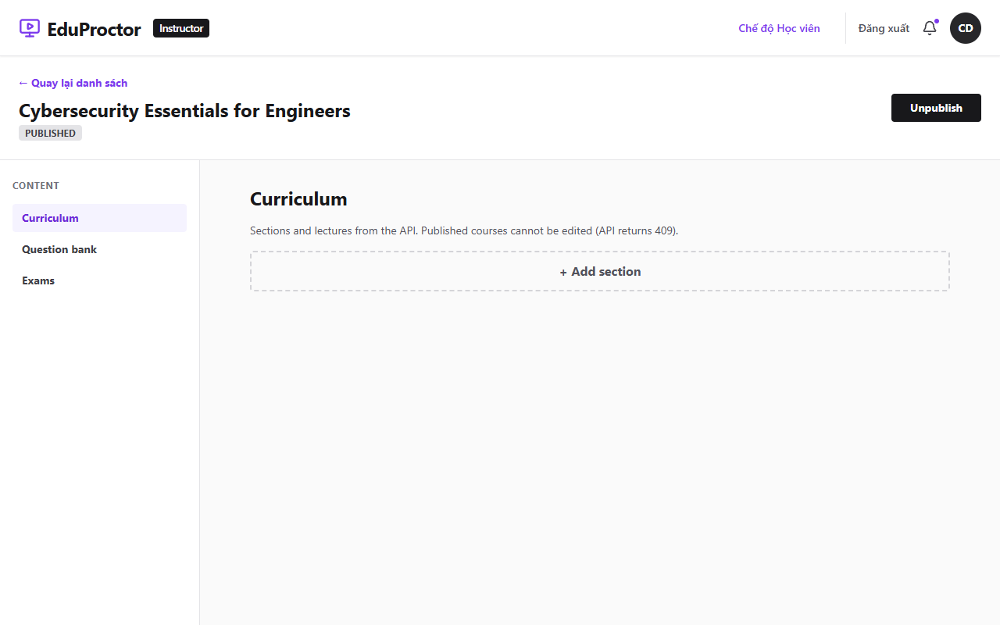 EduProctor
Instructor
Chế độ Học viên
Đăng xuất
CD
← Quay lại danh sách
Cybersecurity Essentials for Engineers
PUBLISHED
Unpublish
CONTENT
Curriculum
Question bank
Exams
Curriculum
Sections and lectures from the API. Published courses cannot be edited (API returns 409).
+ Add section